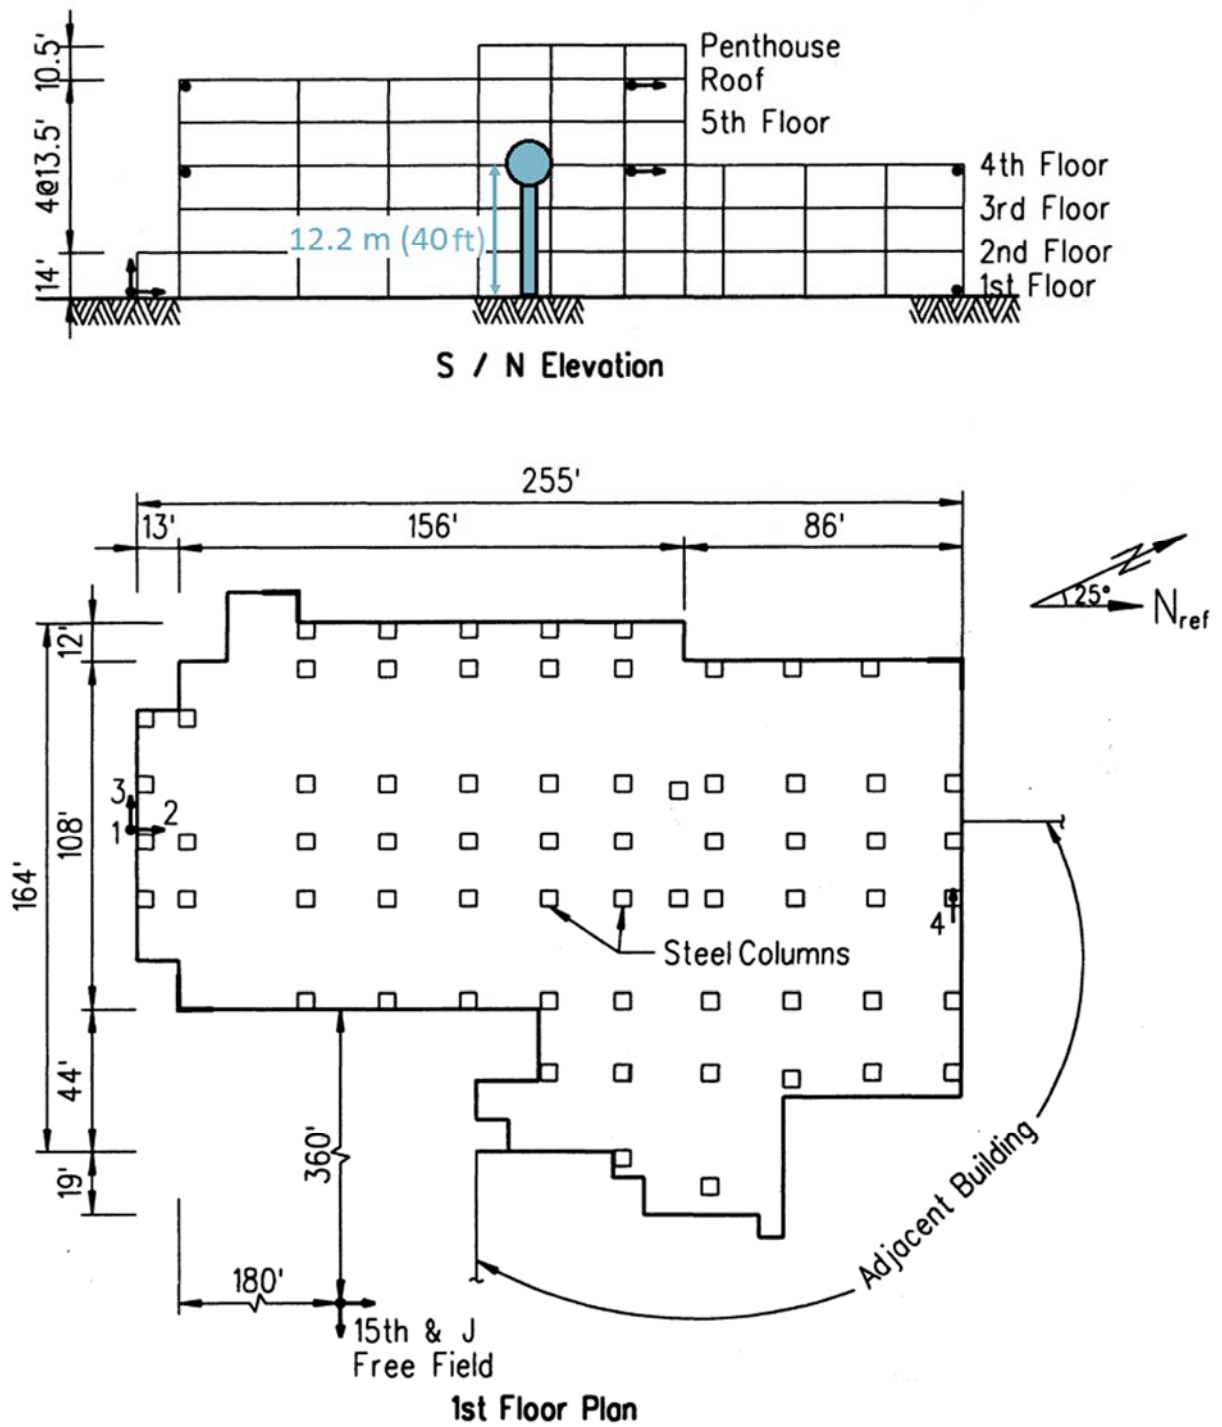 10.5'
Penthouse
Roof
5th Floor
4@13.5'
4th Floor
3rd Floor
12.2 m (40 ft)
2nd Floor
14'
1st Floor
S / N Elevation
255'
13'
156'
86'
N
25°
Nref
12'
3
2
1
108'
164'
4
Steel Columns
44'
360'
19'
Adjacent Building
180'
15th & J
Free Field
1st Floor Plan